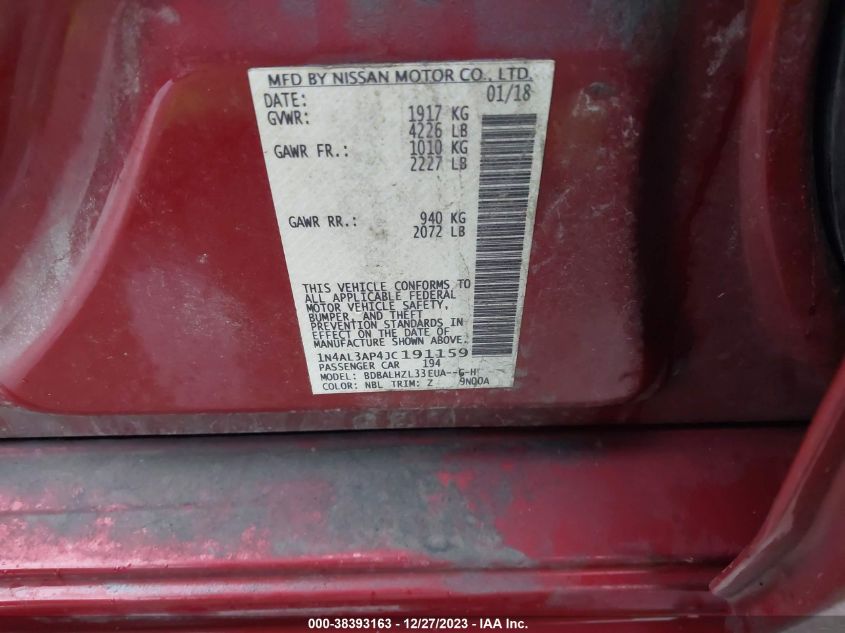 MFD BY NISSAN MOTOR CO., LTD.
DATE: 01/18
GVWR: 1917 KG
4226 LB
GAWR FR.: 1010 KG
2227 LB
GAWR RR.: 940 KG
2072 LB
THIS VEHICLE CONFORMS TO
ALL APPLICABLE FEDERAL
MOTOR VEHICLE SAFETY,
BUMPER, AND THEFT
PREVENTION STANDARDS IN
EFFECT ON THE DATE OF
MANUFACTURE SHOWN ABOVE.
1N4AL3AP4JC191159
PASSENGER CAR 194
MODEL: BDBALHZL33EUA--G-H
COLOR: NBL TRIM: Z 9N00A
000-38393163 - 12/27/2023 - IAA Inc.